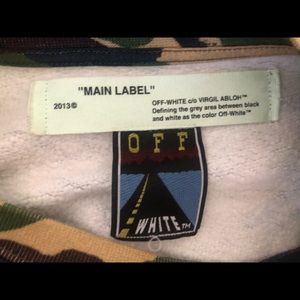 "MAIN LABEL"
2013©
OFF-WHITE c/o VIRGIL ABLOH™
Defining the grey area between black
and white as the color Off-White™
OFF
WHITE™